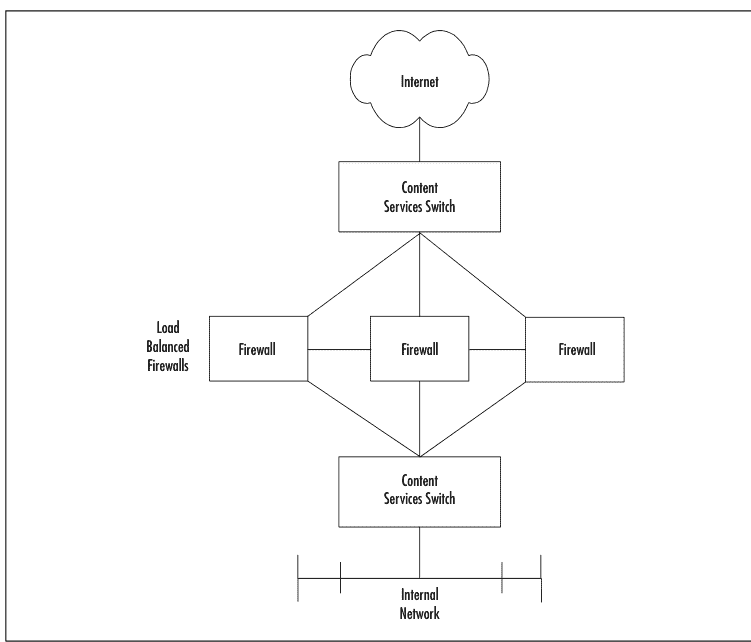 Internet
Content
Services Switch
Load
Balanced
Firewalls
Firewall
Firewall
Firewall
Content
Services Switch
Internal
Network